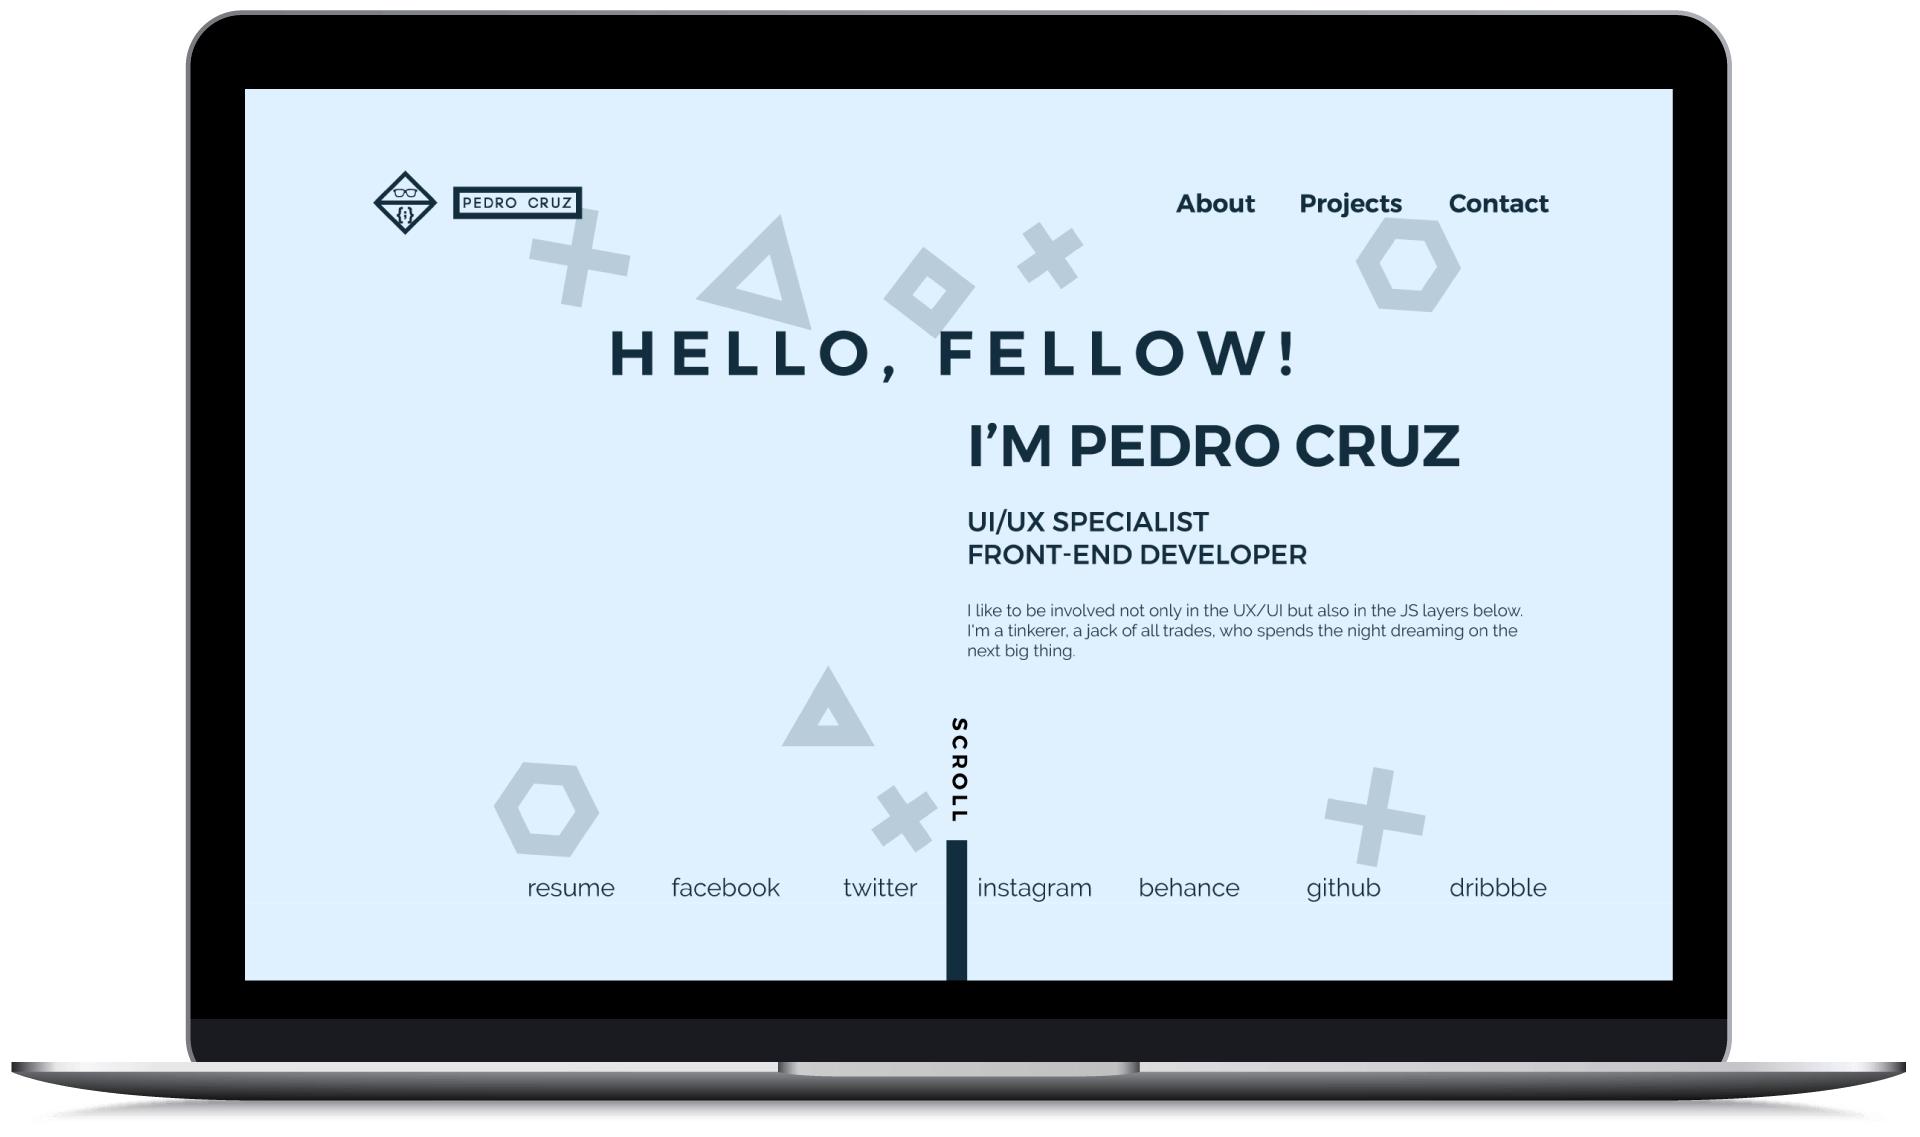 PEDRO CRUZ
About Projects Contact
HELLO, FELLOW!
I’M PEDRO CRUZ
UI/UX SPECIALIST
FRONT-END DEVELOPER
I like to be involved not only in the UX/UI but also in the JS layers below.
I'm a tinkerer, a jack of all trades, who spends the night dreaming on the
next big thing.
SCROLL
resume facebook twitter instagram behance github dribbble